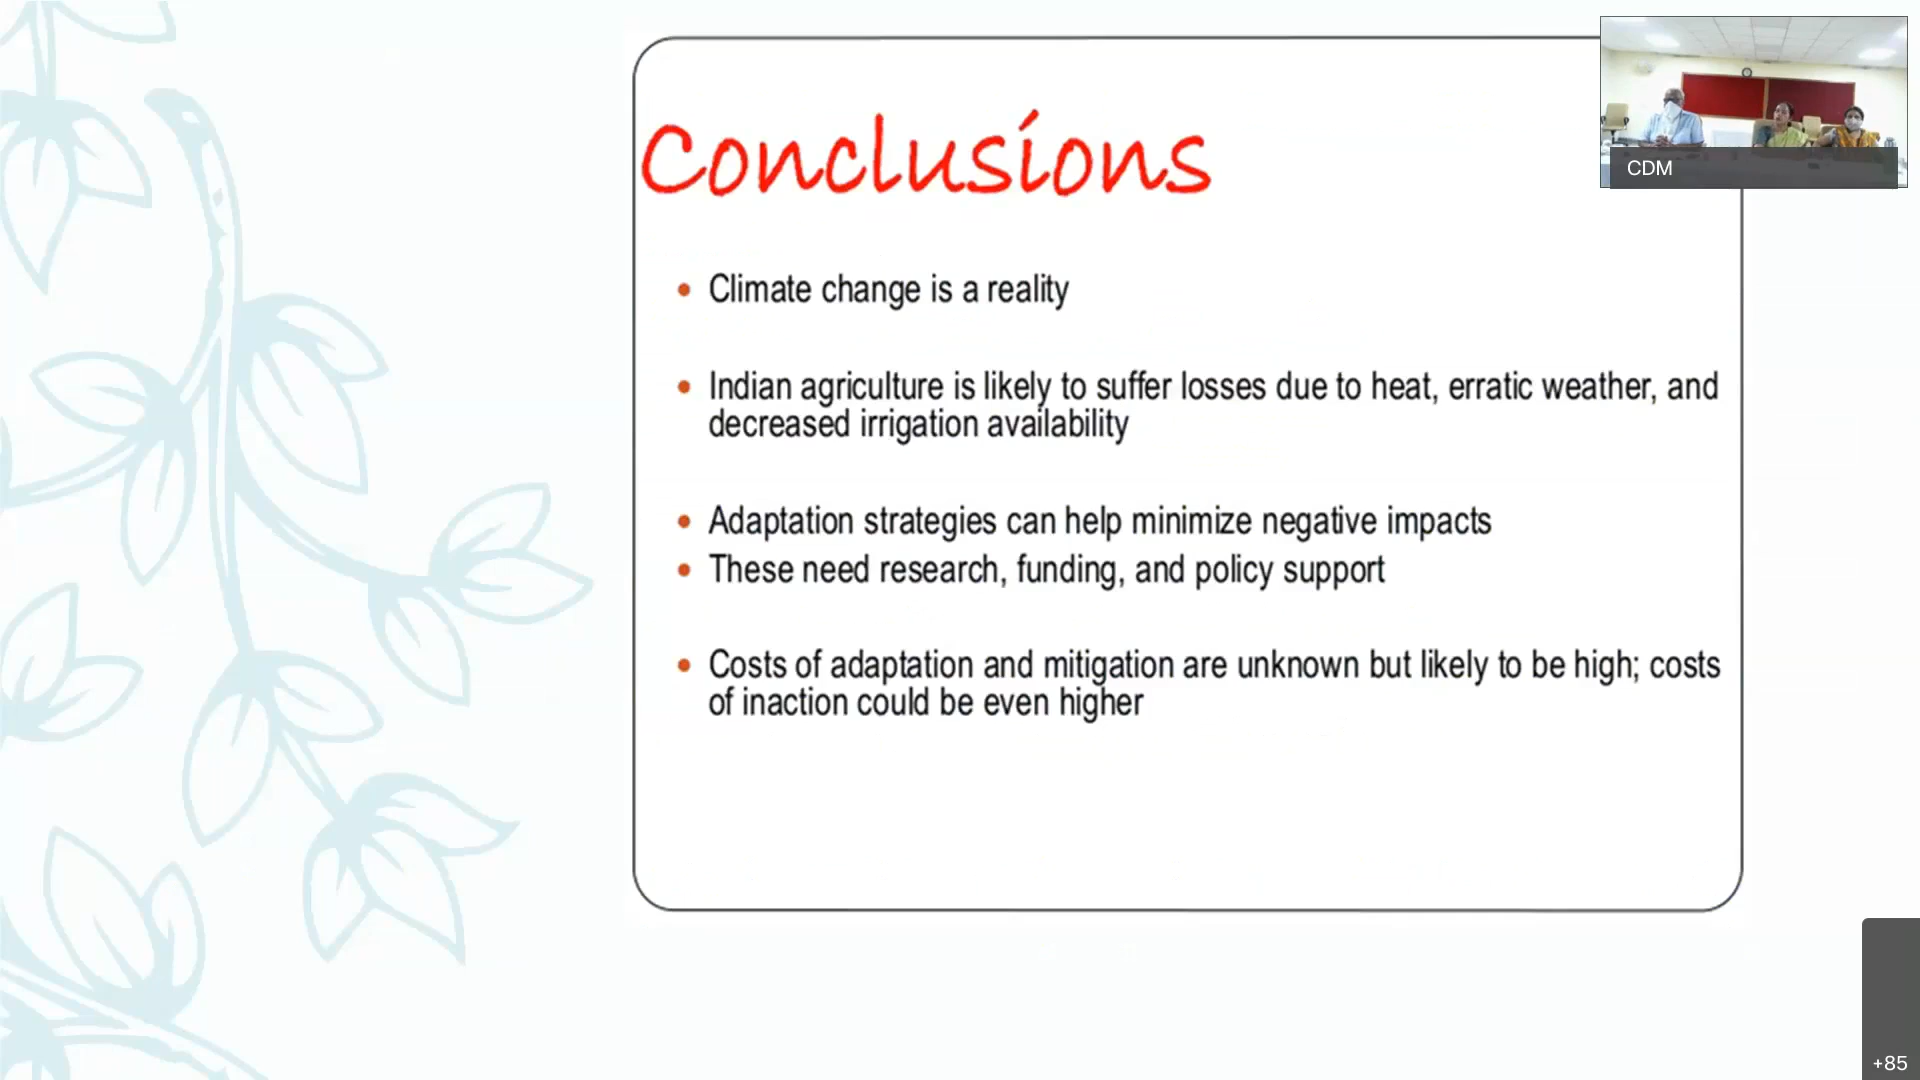 Conclusions
CDM
• Climate change is a reality
• Indian agriculture is likely to suffer losses due to heat, erratic weather, and
decreased irrigation availability
• Adaptation strategies can help minimize negative impacts
• These need research, funding, and policy support
• Costs of adaptation and mitigation are unknown but likely to be high; costs
of inaction could be even higher
+85